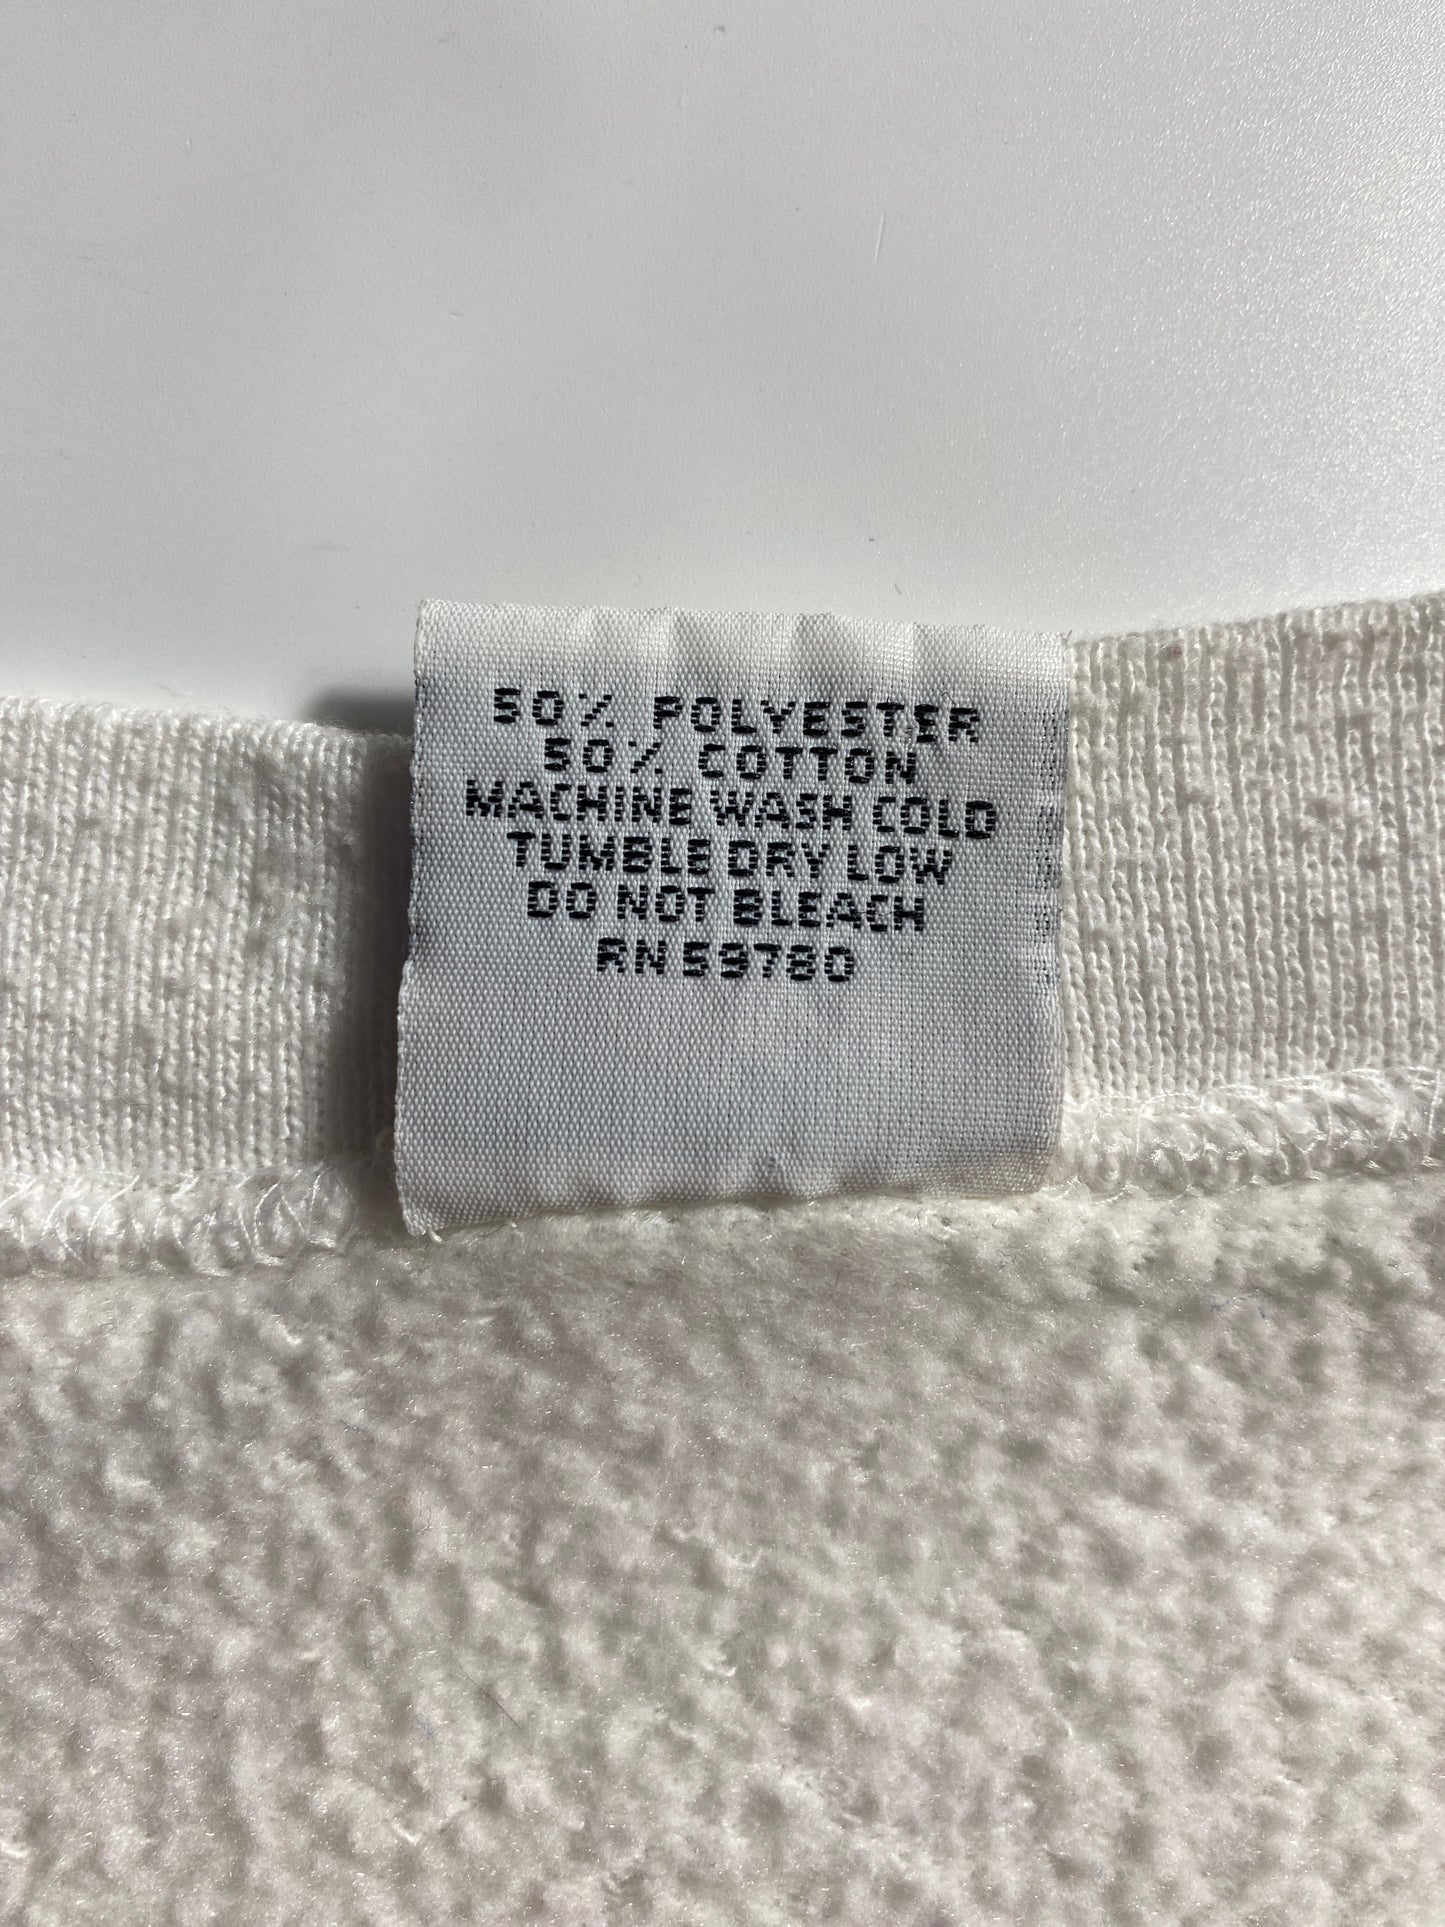 50% POLYESTER
50% COTTON
MACHINE WASH COLD
TUMBLE DRY LOW
DO NOT BLEACH
RN 59780